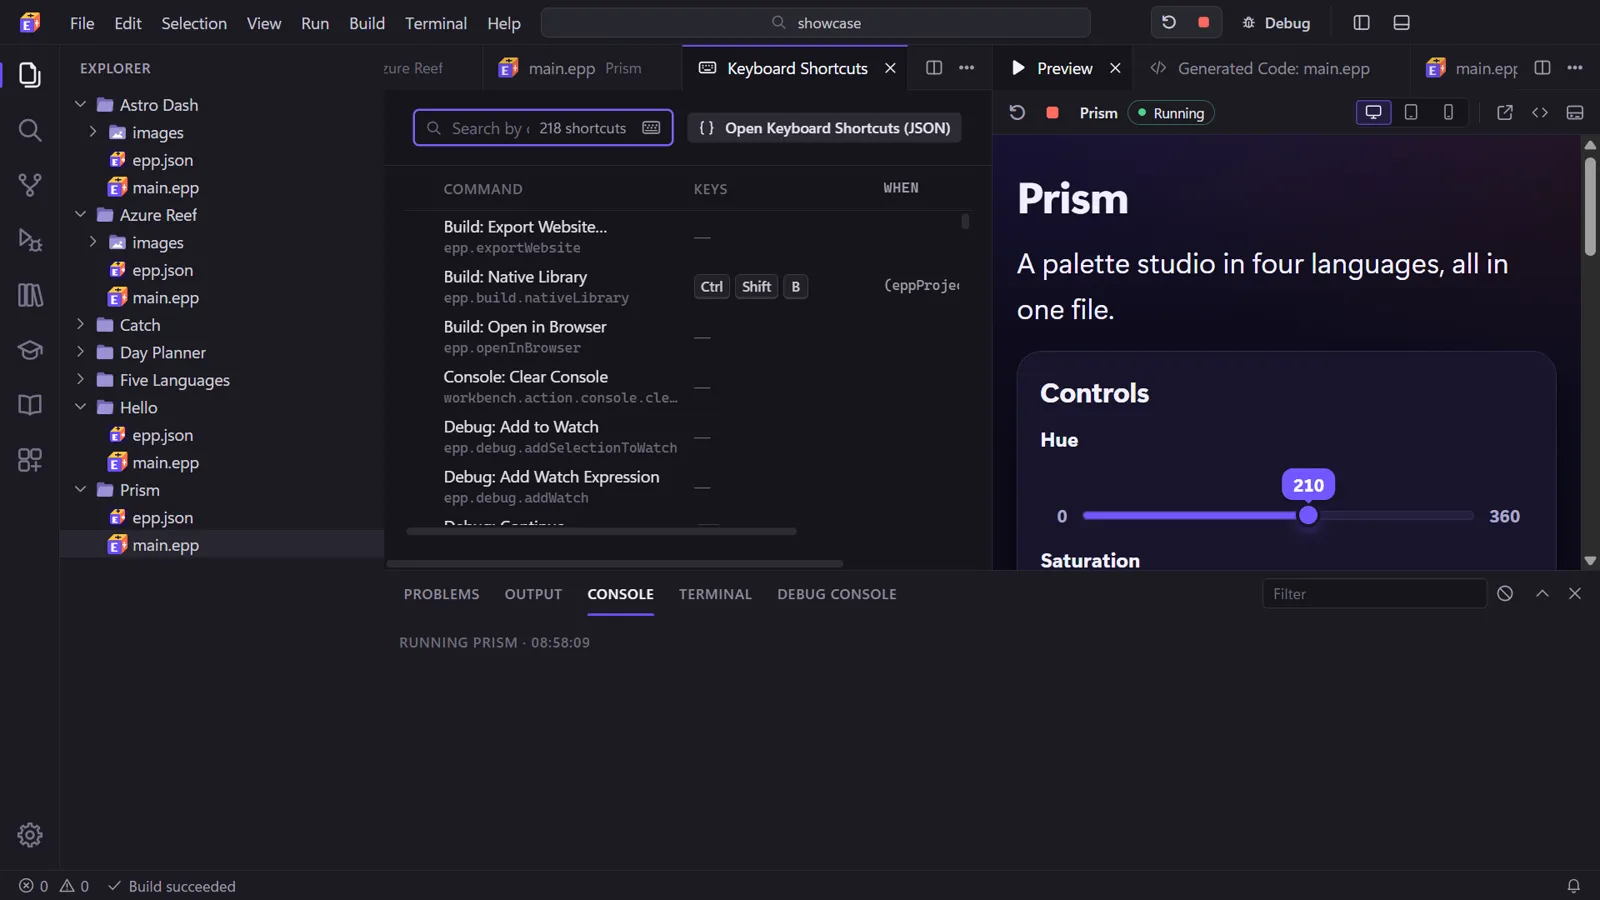 File Edit Selection View Run Build Terminal Help
showcase
Debug
EXPLORER
Astro Dash
images
epp.json
main.epp
Azure Reef
images
epp.json
main.epp
Catch
Day Planner
Five Languages
Hello
epp.json
main.epp
Prism
epp.json
main.epp
zure Reef
main.epp Prism
Keyboard Shortcuts
Search by
218 shortcuts
{ } Open Keyboard Shortcuts (JSON)
COMMAND KEYS WHEN
Build: Export Website...
epp.exportWebsite
—
Build: Native Library
epp.build.nativeLibrary
Ctrl Shift B
(eppProjec
Build: Open in Browser
epp.openInBrowser
—
Console: Clear Console
workbench.action.console.cle…
—
Debug: Add to Watch
epp.debug.addSelectionToWatch
—
Debug: Add Watch Expression
epp.debug.addWatch
—
Debug: Continue
Preview
Generated Code: main.epp
main.epp
Prism
Running
Prism
A palette studio in four languages, all in
one file.
Controls
Hue
210
0 360
Saturation
PROBLEMS OUTPUT CONSOLE TERMINAL DEBUG CONSOLE
Filter
RUNNING PRISM · 08:58:09
0 0 Build succeeded